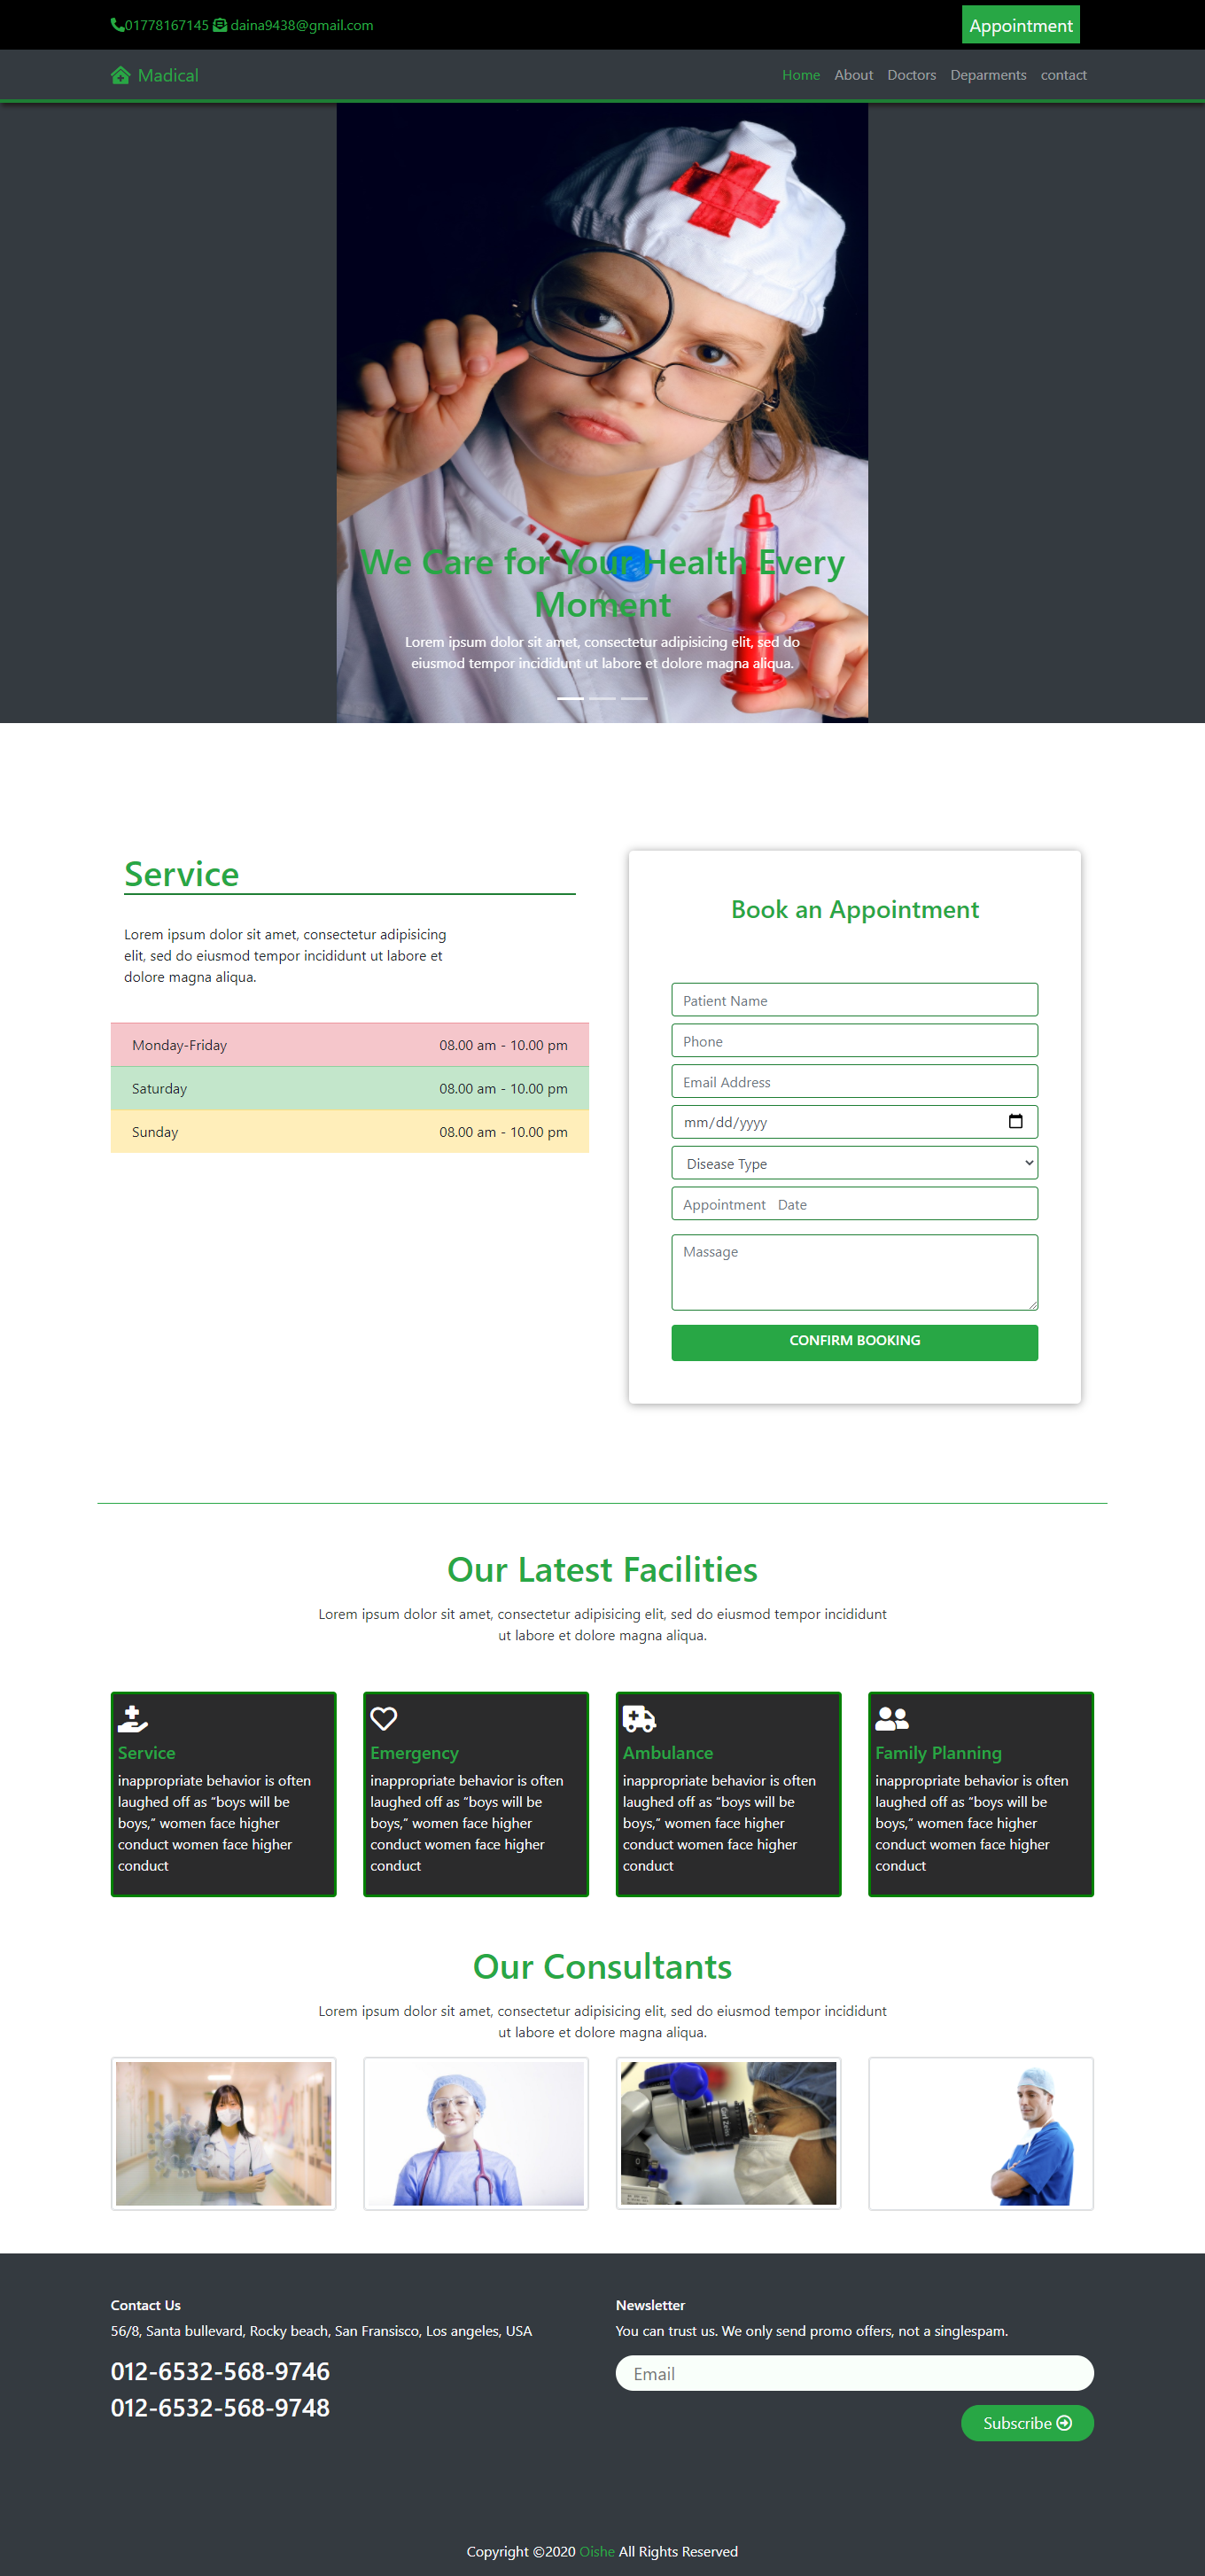 01778167145 daina9438@gmail.com
Appointment
Madical
Home About Doctors Deparments contact
We Care for Your Health Every
Moment
Lorem ipsum dolor sit amet, consectetur adipisicing elit, sed do
eiusmod tempor incididunt ut labore et dolore magna aliqua.
Service
Lorem ipsum dolor sit amet, consectetur adipisicing
elit, sed do eiusmod tempor incididunt ut labore et
dolore magna aliqua.
Monday-Friday 08.00 am - 10.00 pm
Saturday 08.00 am - 10.00 pm
Sunday 08.00 am - 10.00 pm
Book an Appointment
Patient Name
Phone
Email Address
mm/dd/yyyy
Disease Type
Appointment Date
Massage
CONFIRM BOOKING
Our Latest Facilities
Lorem ipsum dolor sit amet, consectetur adipisicing elit, sed do eiusmod tempor incididunt
ut labore et dolore magna aliqua.
Service
inappropriate behavior is often
laughed off as “boys will be
boys,” women face higher
conduct women face higher
conduct
Emergency
inappropriate behavior is often
laughed off as “boys will be
boys,” women face higher
conduct women face higher
conduct
Ambulance
inappropriate behavior is often
laughed off as “boys will be
boys,” women face higher
conduct women face higher
conduct
Family Planning
inappropriate behavior is often
laughed off as “boys will be
boys,” women face higher
conduct women face higher
conduct
Our Consultants
Lorem ipsum dolor sit amet, consectetur adipisicing elit, sed do eiusmod tempor incididunt
ut labore et dolore magna aliqua.
Carl Zeiss
Contact Us
56/8, Santa bullevard, Rocky beach, San Fransisco, Los angeles, USA
012-6532-568-9746
012-6532-568-9748
Newsletter
You can trust us. We only send promo offers, not a singlespam.
Email
Subscribe
Copyright ©2020 Oishe All Rights Reserved